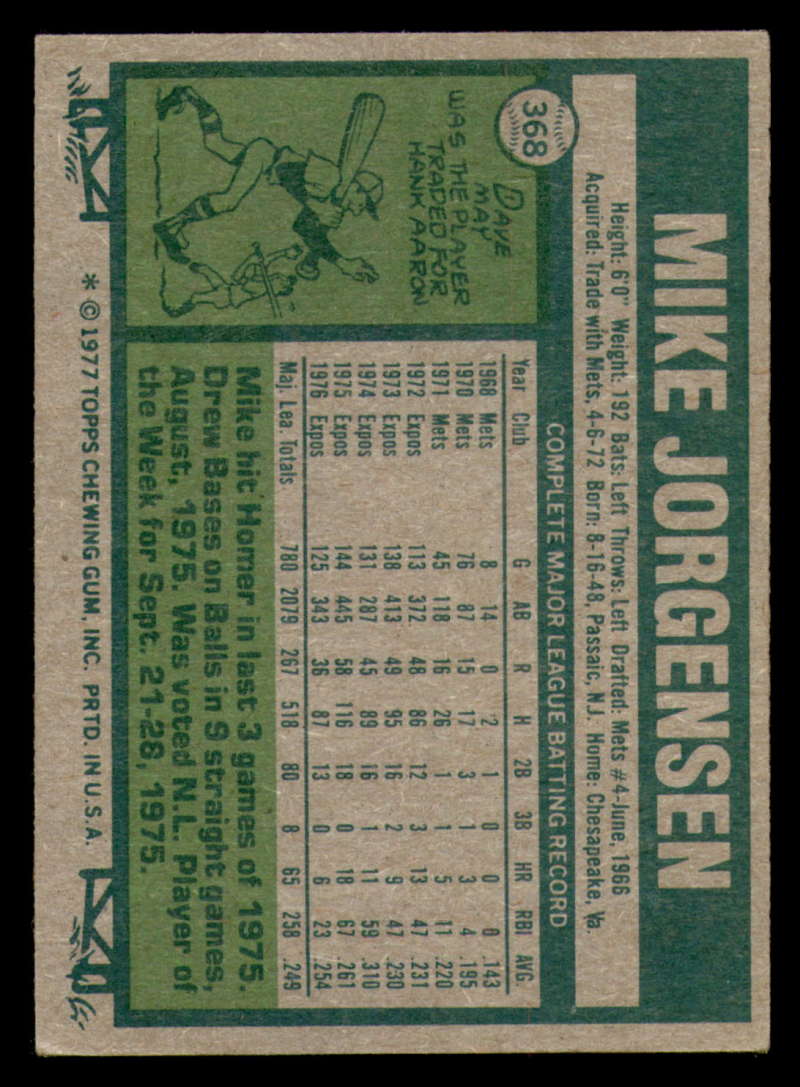 368
MIKE JORGENSEN
Height: 6'0" Weight: 192 Bats: Left Throws: Left Drafted: Mets #4-June, 1966
Acquired: Trade with Mets, 4-6-72 Born: 8-16-48, Passaic, N.J. Home: Chesapeake, Va.
DAVE
MAY
WAS THE PLAYER
TRADED FOR
HANK AARON
COMPLETE MAJOR LEAGUE BATTING RECORD
Year Club G AB R H 2B 3B HR RBI AVG
1968 Mets 8 14 0 2 1 0 0 0 .143
1970 Mets 76 87 15 17 3 1 3 4 .195
1971 Mets 45 118 16 26 1 1 5 11 .220
1972 Expos 113 372 48 86 12 3 13 47 .231
1973 Expos 138 413 49 95 16 2 9 47 .230
1974 Expos 131 287 45 89 16 1 11 59 .310
1975 Expos 144 445 58 116 18 0 18 67 .261
1976 Expos 125 343 36 87 13 0 6 23 .254
Maj. Lea. Totals 780 2079 267 518 80 8 65 258 .249
Mike hit Homer in last 3 games of 1975.
Drew Bases on Balls in 9 straight games,
August, 1975. Was voted N.L. Player of
the Week for Sept. 21-28, 1975.
* © 1977 TOPPS CHEWING GUM, INC. PRTD. IN U.S.A.